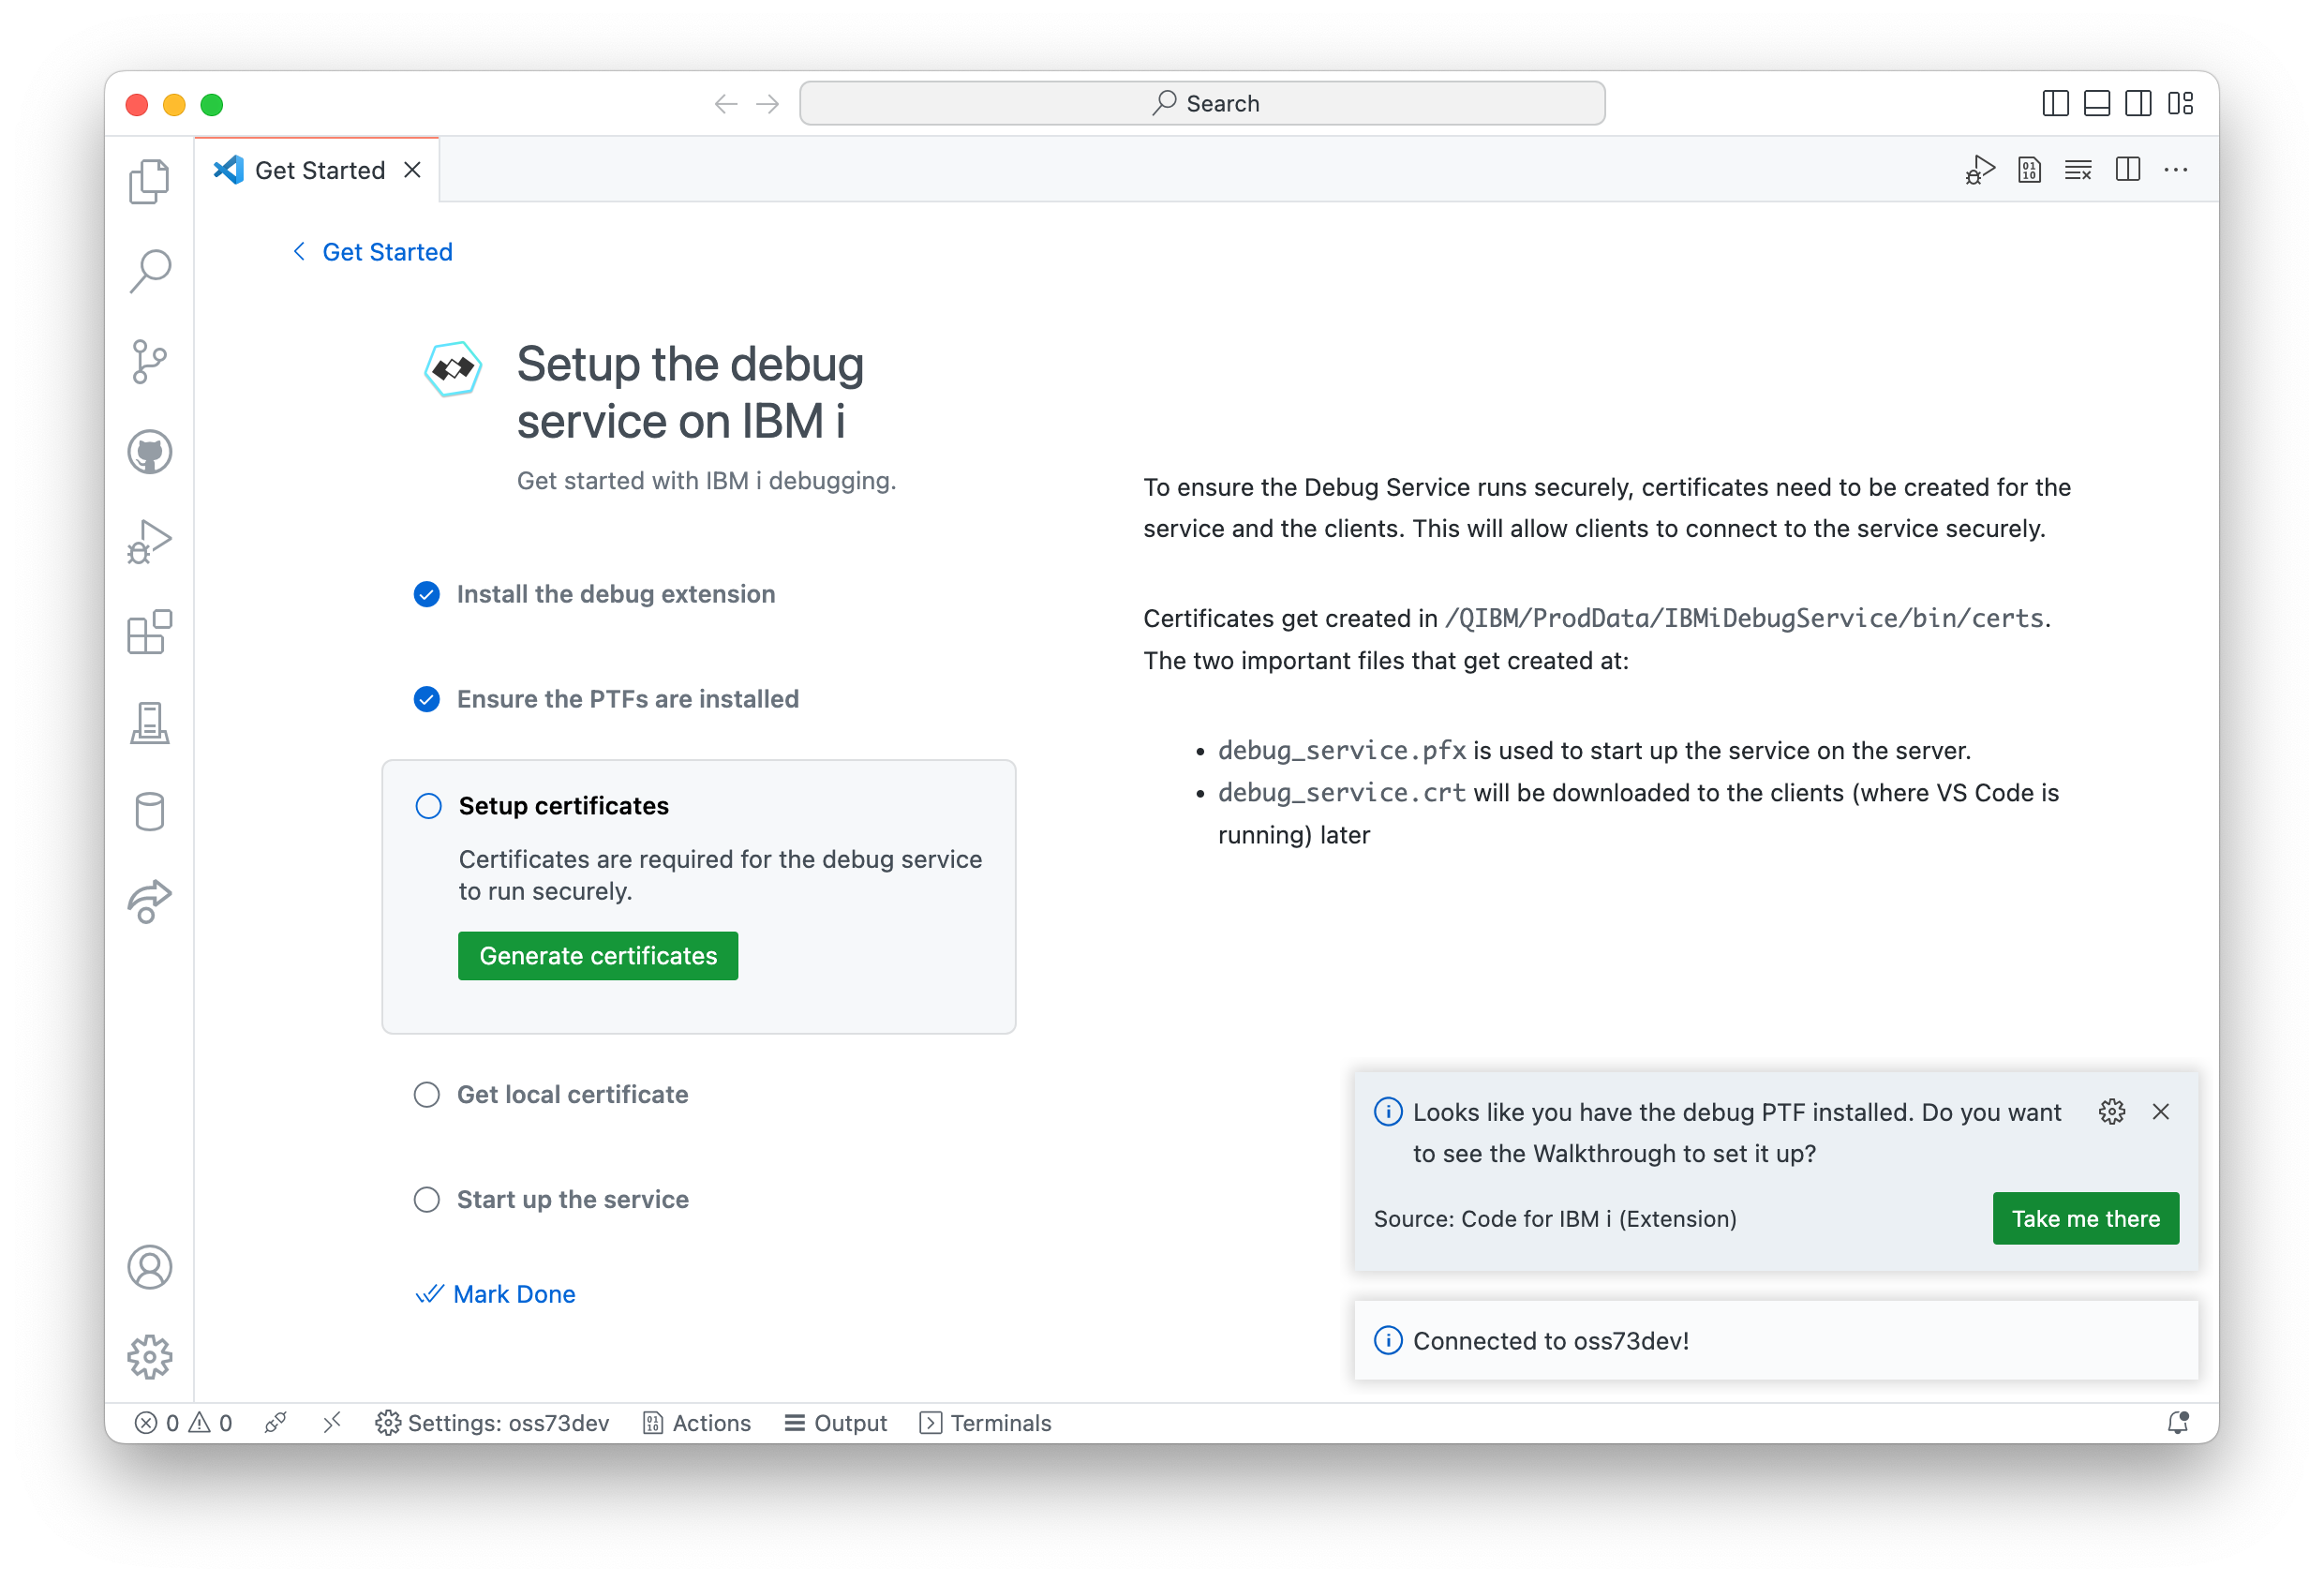 Search
Get Started
Get Started
Setup the debug
service on IBM i
Get started with IBM i debugging.
Install the debug extension
Ensure the PTFs are installed
Setup certificates
Certificates are required for the debug service
to run securely.
Generate certificates
Get local certificate
Start up the service
Mark Done
To ensure the Debug Service runs securely, certificates need to be created for the
service and the clients. This will allow clients to connect to the service securely.
Certificates get created in /QIBM/ProdData/IBMiDebugService/bin/certs.
The two important files that get created at:
• debug_service.pfx is used to start up the service on the server.
• debug_service.crt will be downloaded to the clients (where VS Code is
running) later
Looks like you have the debug PTF installed. Do you want
to see the Walkthrough to set it up?
Source: Code for IBM i (Extension)
Take me there
Connected to oss73dev!
0 0 Settings: oss73dev Actions Output Terminals